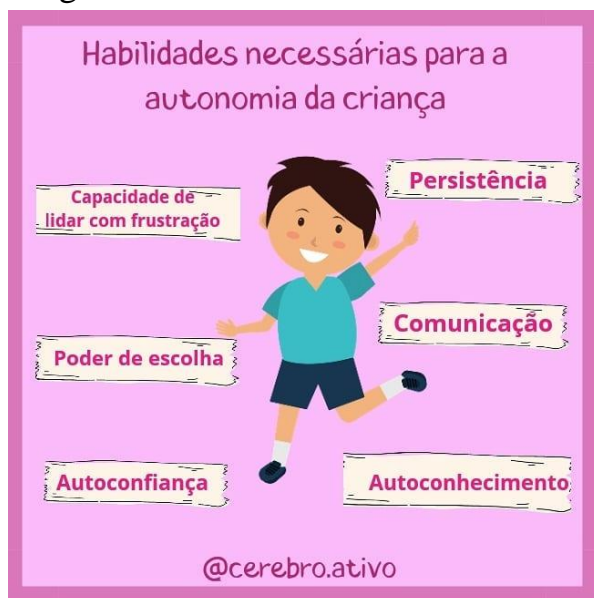 Habilidades necessárias para a
autonomia da criança
Capacidade de
lidar com frustração
Persistência
Poder de escolha
Comunicação
Autoconfiança
Autoconhecimento
@cerebro.ativo